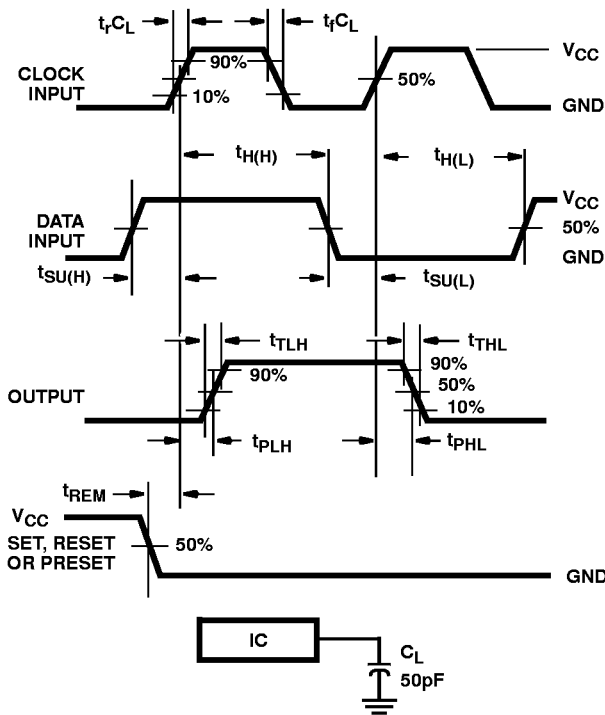 trCL
tfCL
CLOCK
INPUT
90%
10%
50%
VCC
GND
tH(H)
tH(L)
DATA
INPUT
VCC
50%
GND
tSU(H)
tSU(L)
tTLH
tTHL
OUTPUT
90%
90%
50%
10%
tPLH
tPHL
tREM
VCC
SET, RESET
OR PRESET
50%
GND
IC
CL
50pF